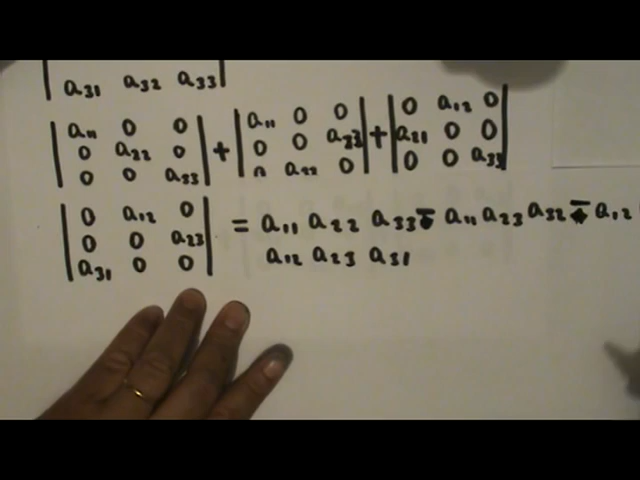 | a₃₁ a₃₂ a₃₃ |
| a₁₁ 0 0 | + | a₁₁ 0 0 | + | 0 a₁₂ 0 |
| 0 a₂₂ 0 | | 0 0 a₂₃ | | a₂₁ 0 0 |
| 0 0 a₃₃ | | 0 0 | | 0 0 a₃₃ |
| 0 a₁₂ 0 | = a₁₁ a₂₂ a₃₃ - a₁₁ a₂₃ a₃₂ - a₁₂
| 0 0 a₂₃ | a₁₂ a₂₃ a₃₁
| a₃₁ 0 0 |